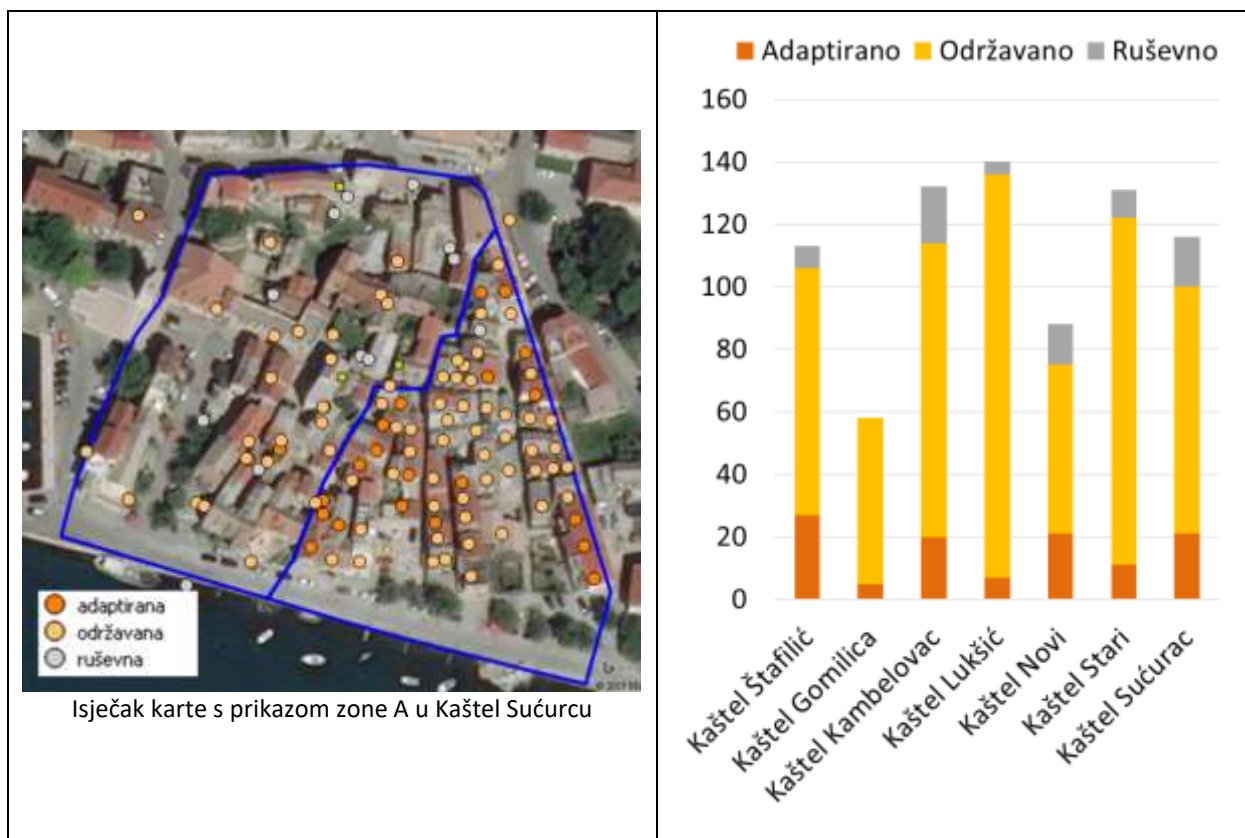 adaptirana
održavana
ruševna
Isječak karte s prikazom zone A u Kaštel Sućurcu
Adaptirano Održavano Ruševno
160
140
120
100
80
60
40
20
0
Kaštel Štafilić
Kaštel Gomilica
Kaštel Kambelovac
Kaštel Lukšić
Kaštel Novi
Kaštel Stari
Kaštel Sućurac